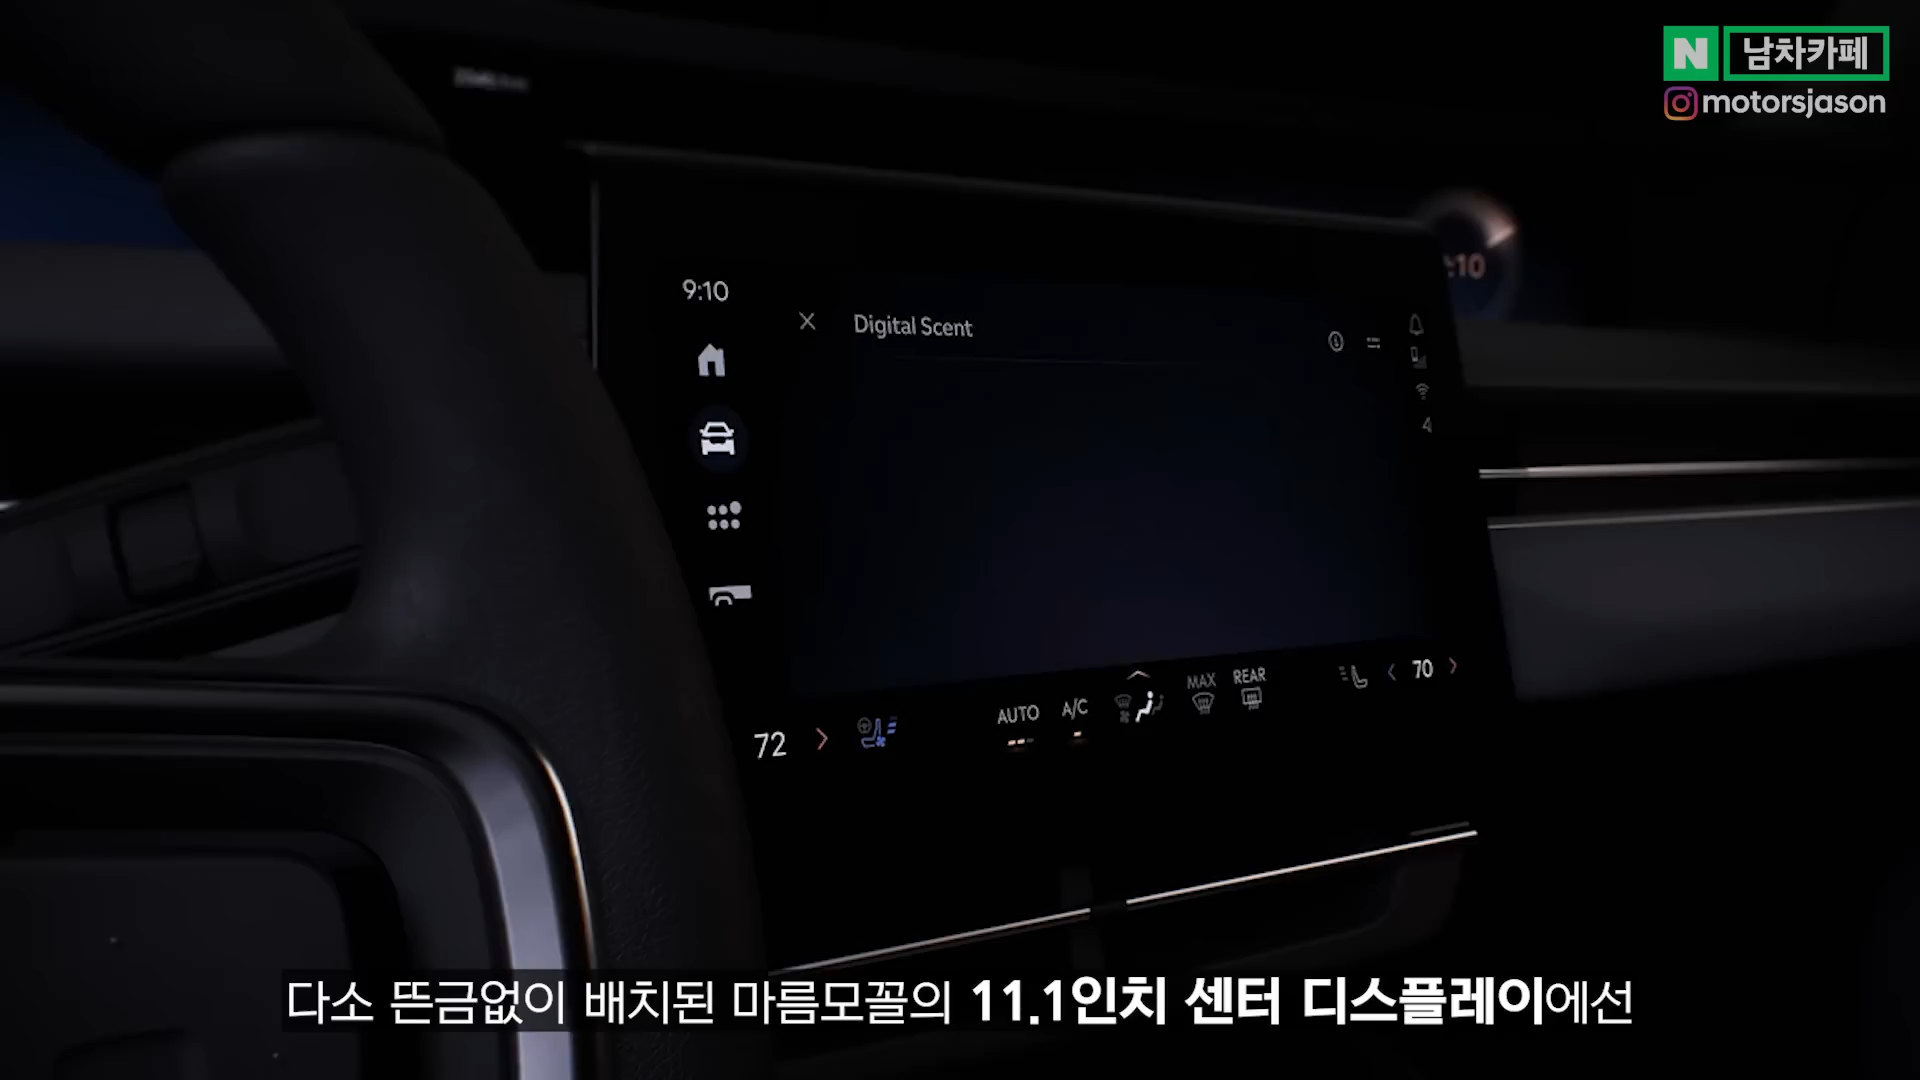 N 남차카페
motorsjason
:10
9:10
Digital Scent
MAX
REAR
70
AUTO
A/C
72
다소 뜬금없이 배치된 마름모꼴의 11.1인치 센터 디스플레이에선